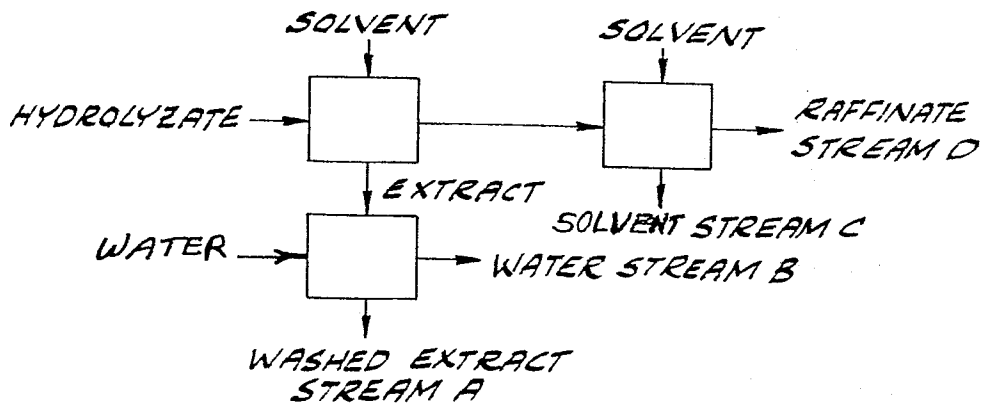 SOLVENT
SOLVENT
HYDROLYZATE
RAFFINATE
STREAM D
EXTRACT
SOLVENT STREAM C
WATER
WATER STREAM B
WASHED EXTRACT
STREAM A